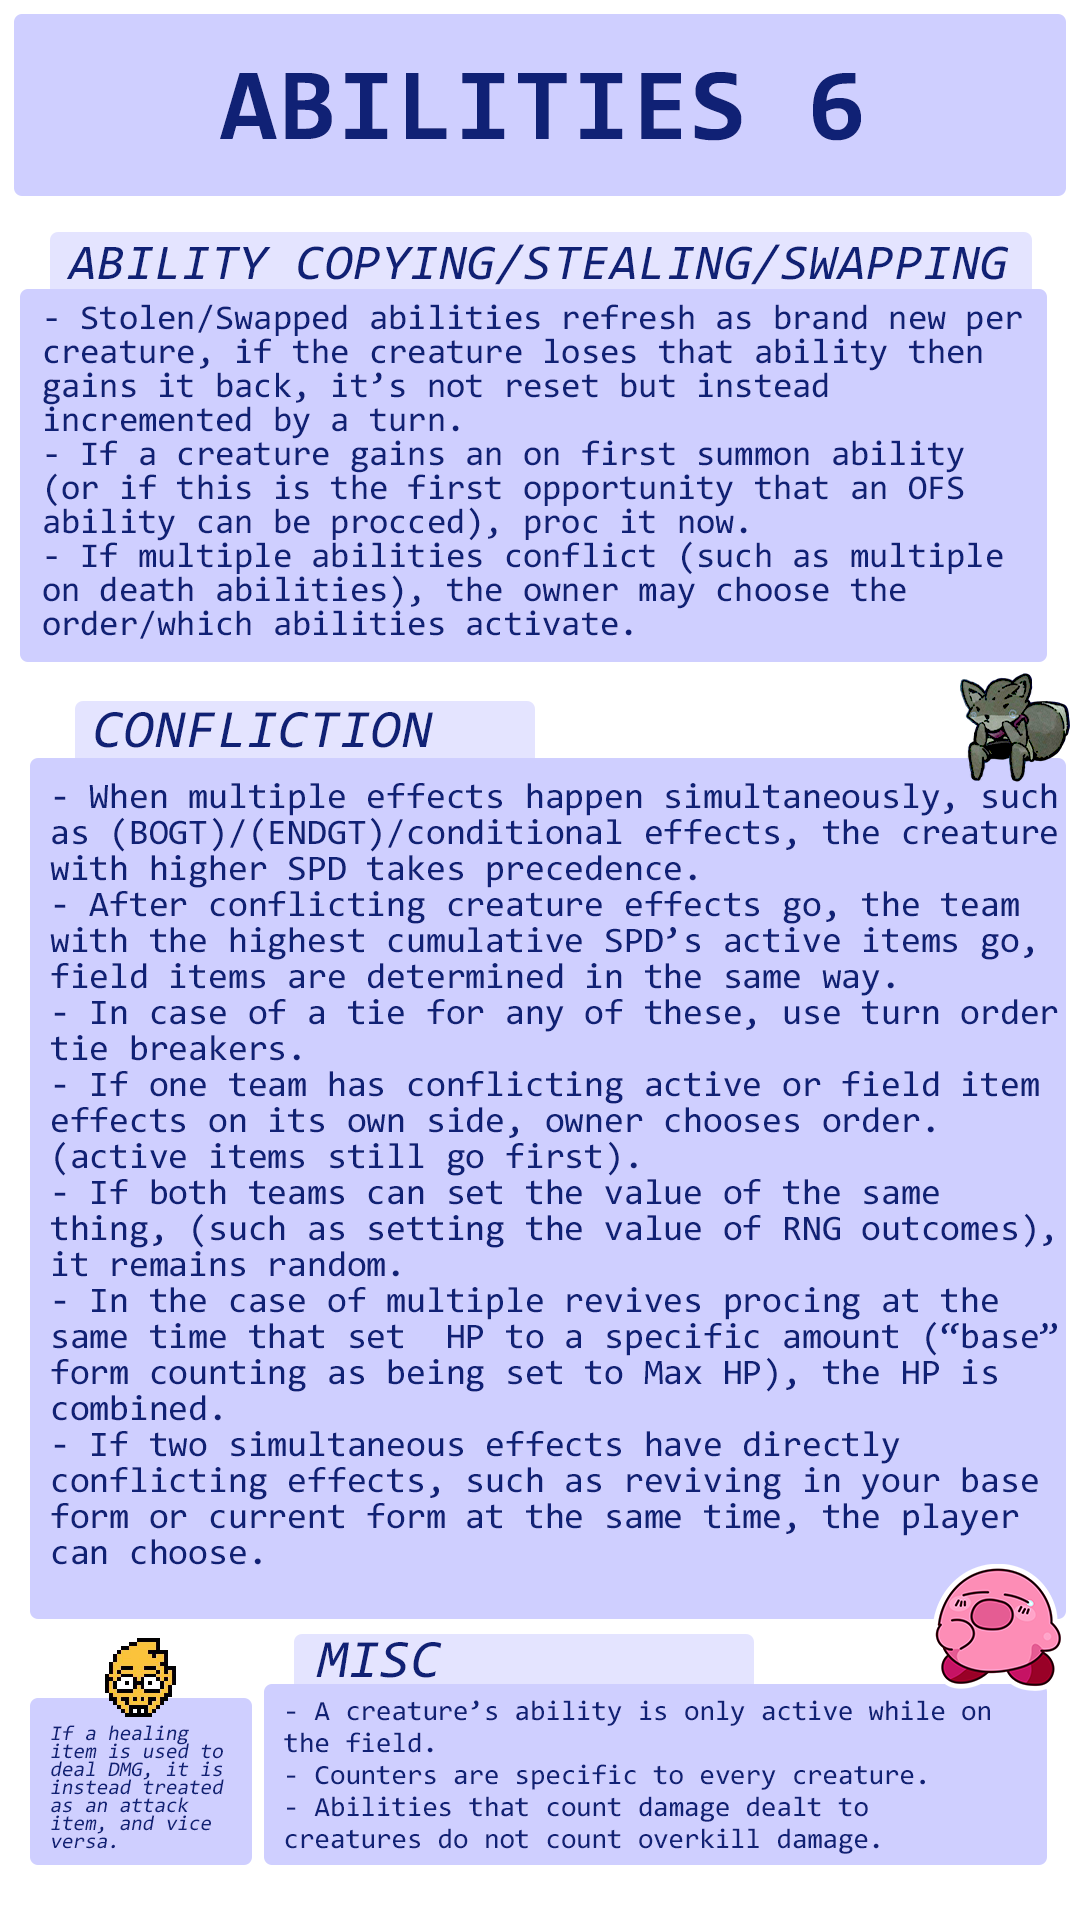 ABILITIES 6
ABILITY COPYING/STEALING/SWAPPING
- Stolen/Swapped abilities refresh as brand new per
creature, if the creature loses that ability then
gains it back, it’s not reset but instead
incremented by a turn.
- If a creature gains an on first summon ability
(or if this is the first opportunity that an OFS
ability can be procced), proc it now.
- If multiple abilities conflict (such as multiple
on death abilities), the owner may choose the
order/which abilities activate.
CONFLICTION
- When multiple effects happen simultaneously, such
as (BOGT)/(ENDGT)/conditional effects, the creature
with higher SPD takes precedence.
- After conflicting creature effects go, the team
with the highest cumulative SPD’s active items go,
field items are determined in the same way.
- In case of a tie for any of these, use turn order
tie breakers.
- If one team has conflicting active or field item
effects on its own side, owner chooses order.
(active items still go first).
- If both teams can set the value of the same
thing, (such as setting the value of RNG outcomes),
it remains random.
- In the case of multiple revives procing at the
same time that set  HP to a specific amount (“base”
form counting as being set to Max HP), the HP is
combined.
- If two simultaneous effects have directly
conflicting effects, such as reviving in your base
form or current form at the same time, the player
can choose.
If a healing
item is used to
deal DMG, it is
instead treated
as an attack
item, and vice
versa.
MISC
- A creature’s ability is only active while on
the field.
- Counters are specific to every creature.
- Abilities that count damage dealt to
creatures do not count overkill damage.